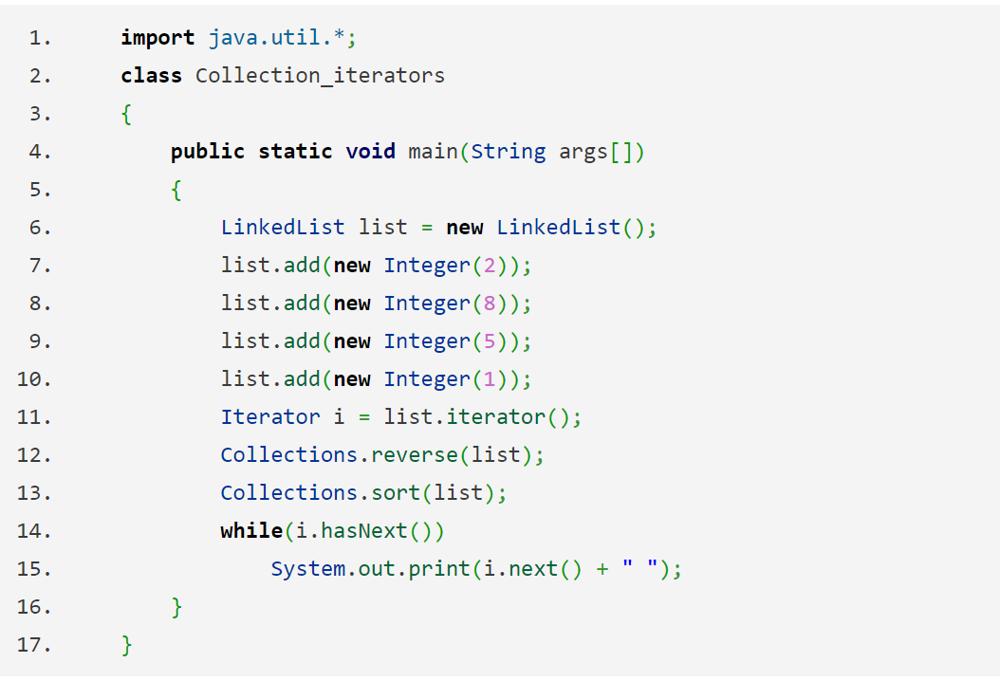 1. import java.util.*;
2. class Collection_iterators
3. {
4. public static void main(String args[])
5. {
6. LinkedList list = new LinkedList();
7. list.add(new Integer(2));
8. list.add(new Integer(8));
9. list.add(new Integer(5));
10. list.add(new Integer(1));
11. Iterator i = list.iterator();
12. Collections.reverse(list);
13. Collections.sort(list);
14. while(i.hasNext())
15. System.out.print(i.next() + " ");
16. }
17. }